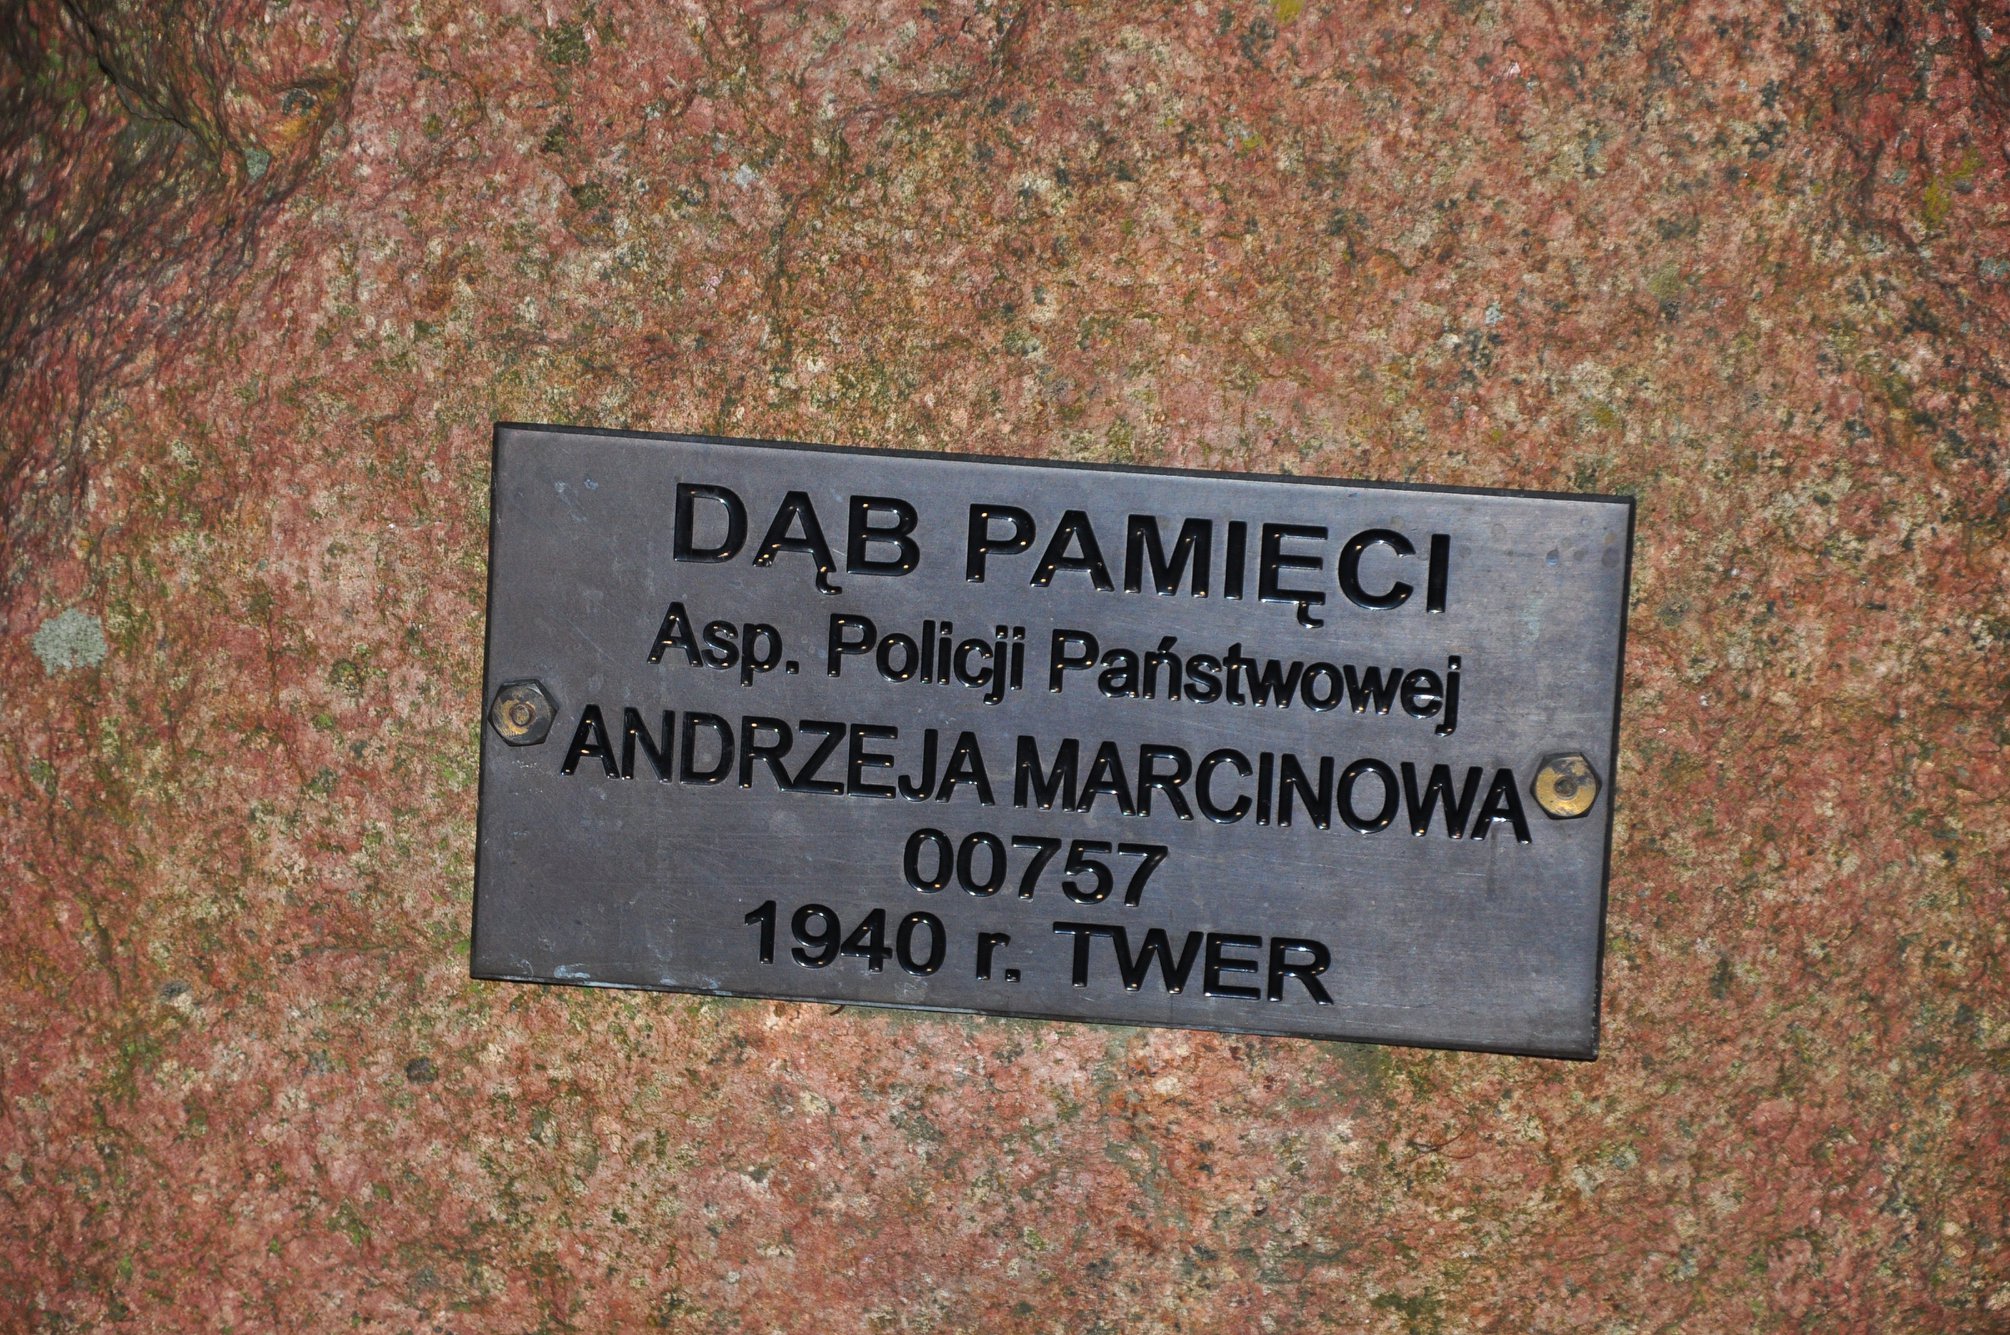 DĄB PAMIĘCI
Asp. Policji Państwowej
ANDRZEJA MARCINOWA
00757
1940 r. TWER